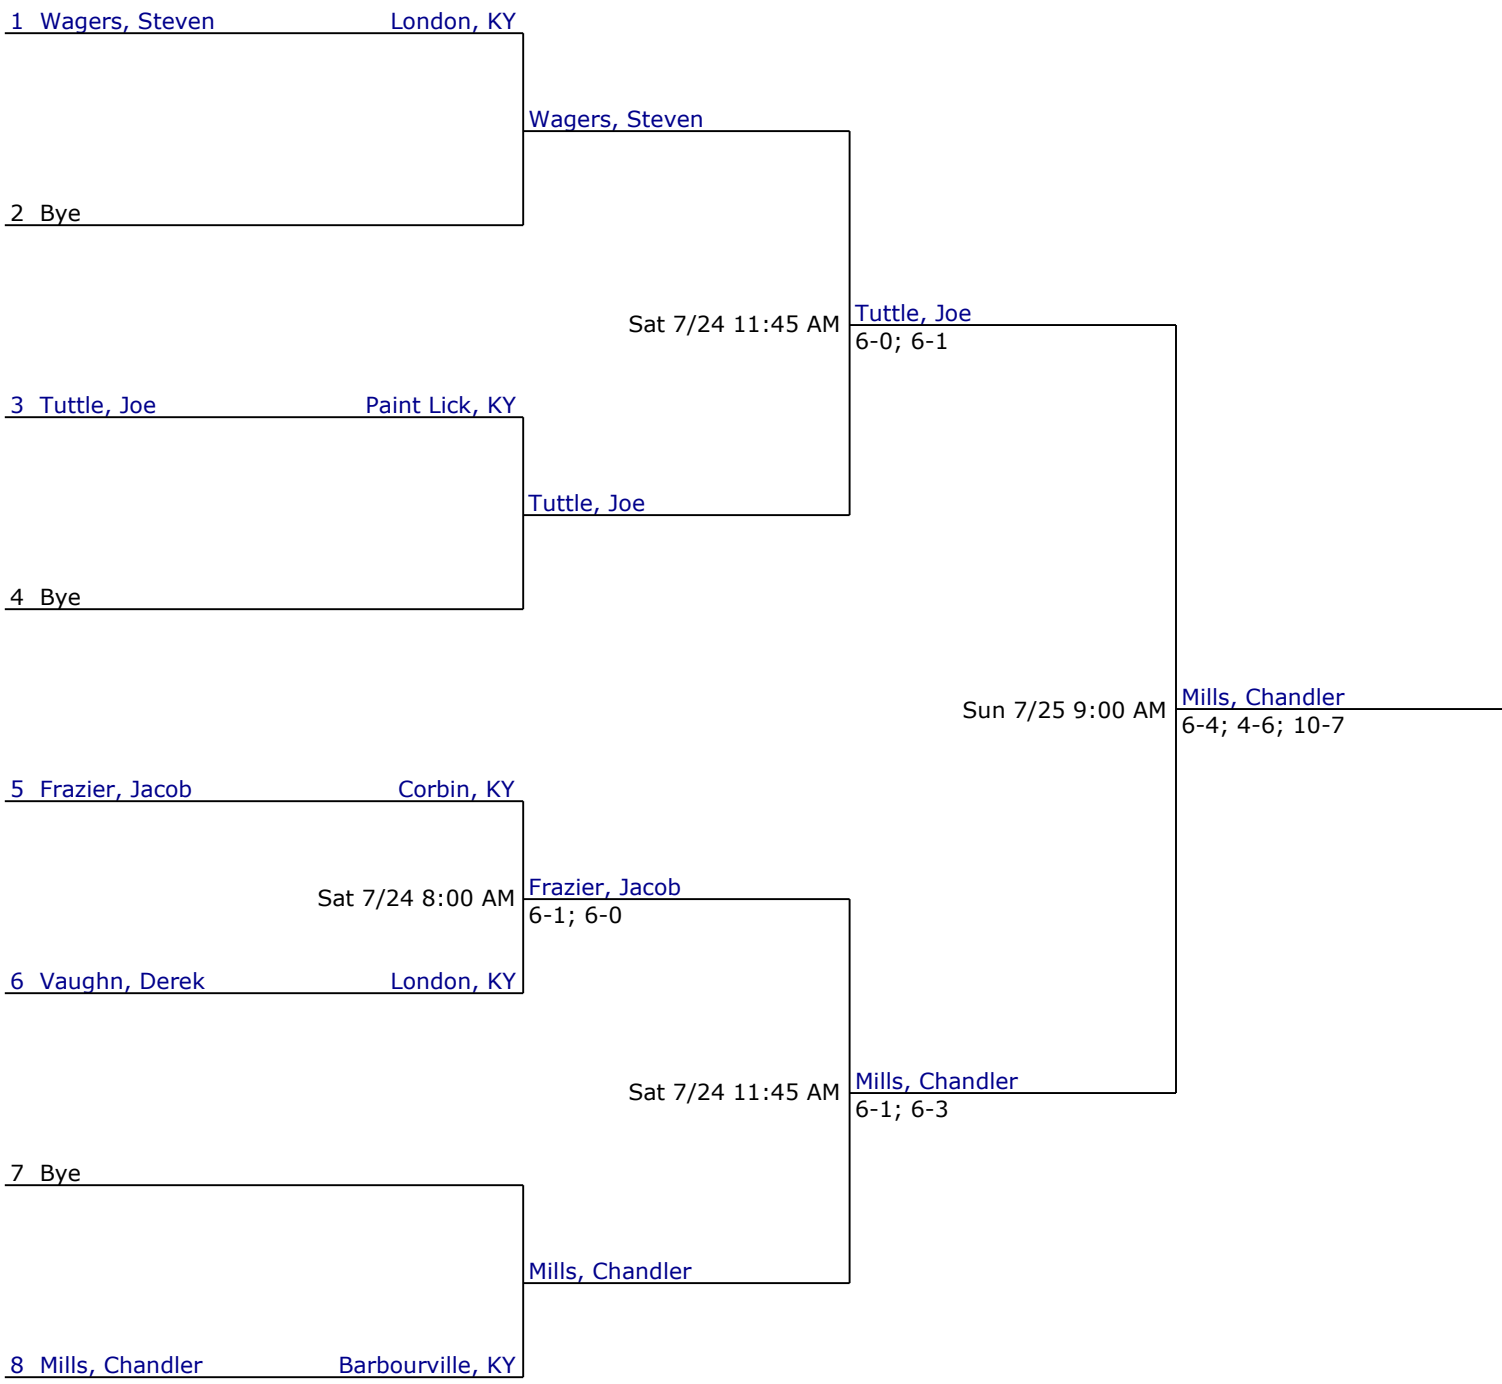 1 Wagers, Steven London, KY
Wagers, Steven
2 Bye
Tuttle, Joe
Sat 7/24 11:45 AM
6-0; 6-1
3 Tuttle, Joe Paint Lick, KY
Tuttle, Joe
4 Bye
Mills, Chandler
Sun 7/25 9:00 AM
6-4; 4-6; 10-7
5 Frazier, Jacob Corbin, KY
Frazier, Jacob
Sat 7/24 8:00 AM
6-1; 6-0
6 Vaughn, Derek London, KY
Mills, Chandler
Sat 7/24 11:45 AM
6-1; 6-3
7 Bye
Mills, Chandler
8 Mills, Chandler Barbourville, KY